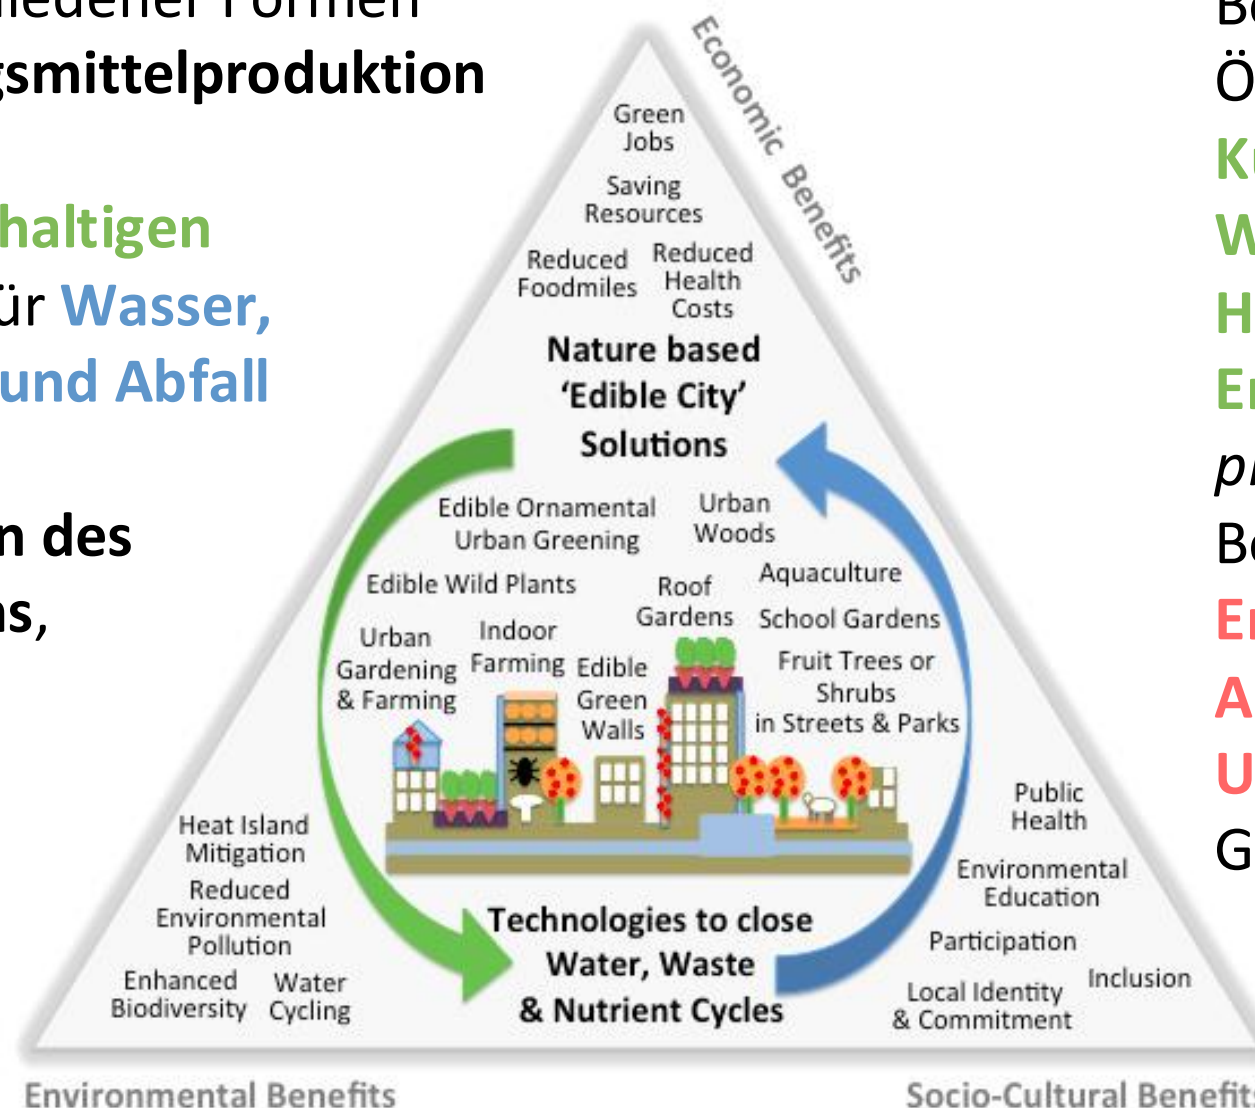 gsmittelproduktion
haltigen
für Wasser,
und Abfall
n des
Economic Benefits
Green
Jobs
Saving
Resources
Reduced
Foodmiles
Reduced
Health
Costs
Nature based
‘Edible City’
Solutions
Edible Ornamental
Urban Greening
Urban
Woods
Edible Wild Plants
Roof
Gardens
Aquaculture
School Gardens
Urban
Gardening
& Farming
Indoor
Farming
Edible
Green
Walls
Fruit Trees or
Shrubs
in Streets & Parks
Heat Island
Mitigation
Reduced
Environmental
Pollution
Enhanced
Biodiversity
Water
Cycling
Technologies to close
Water, Waste
& Nutrient Cycles
Public
Health
Environmental
Education
Participation
Inclusion
Local Identity
& Commitment
Environmental Benefits
Socio-Cultural Benefits